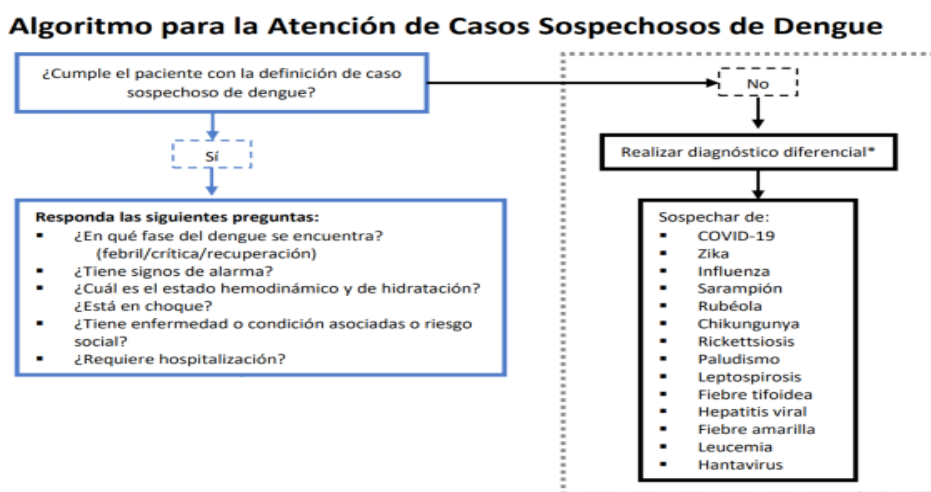 Algoritmo para la Atención de Casos Sospechosos de Dengue
¿Cumple el paciente con la definición de caso
sospechoso de dengue?
No
Sí
Realizar diagnóstico diferencial*
Responda las siguientes preguntas:
▪ ¿En qué fase del dengue se encuentra?
(febril/crítica/recuperación)
▪ ¿Tiene signos de alarma?
▪ ¿Cuál es el estado hemodinámico y de hidratación?
¿Está en choque?
▪ ¿Tiene enfermedad o condición asociadas o riesgo
social?
▪ ¿Requiere hospitalización?
Sospechar de:
▪ COVID-19
▪ Zika
▪ Influenza
▪ Sarampión
▪ Rubéola
▪ Chikungunya
▪ Rickettsiosis
▪ Paludismo
▪ Leptospirosis
▪ Fiebre tifoidea
▪ Hepatitis viral
▪ Fiebre amarilla
▪ Leucemia
▪ Hantavirus